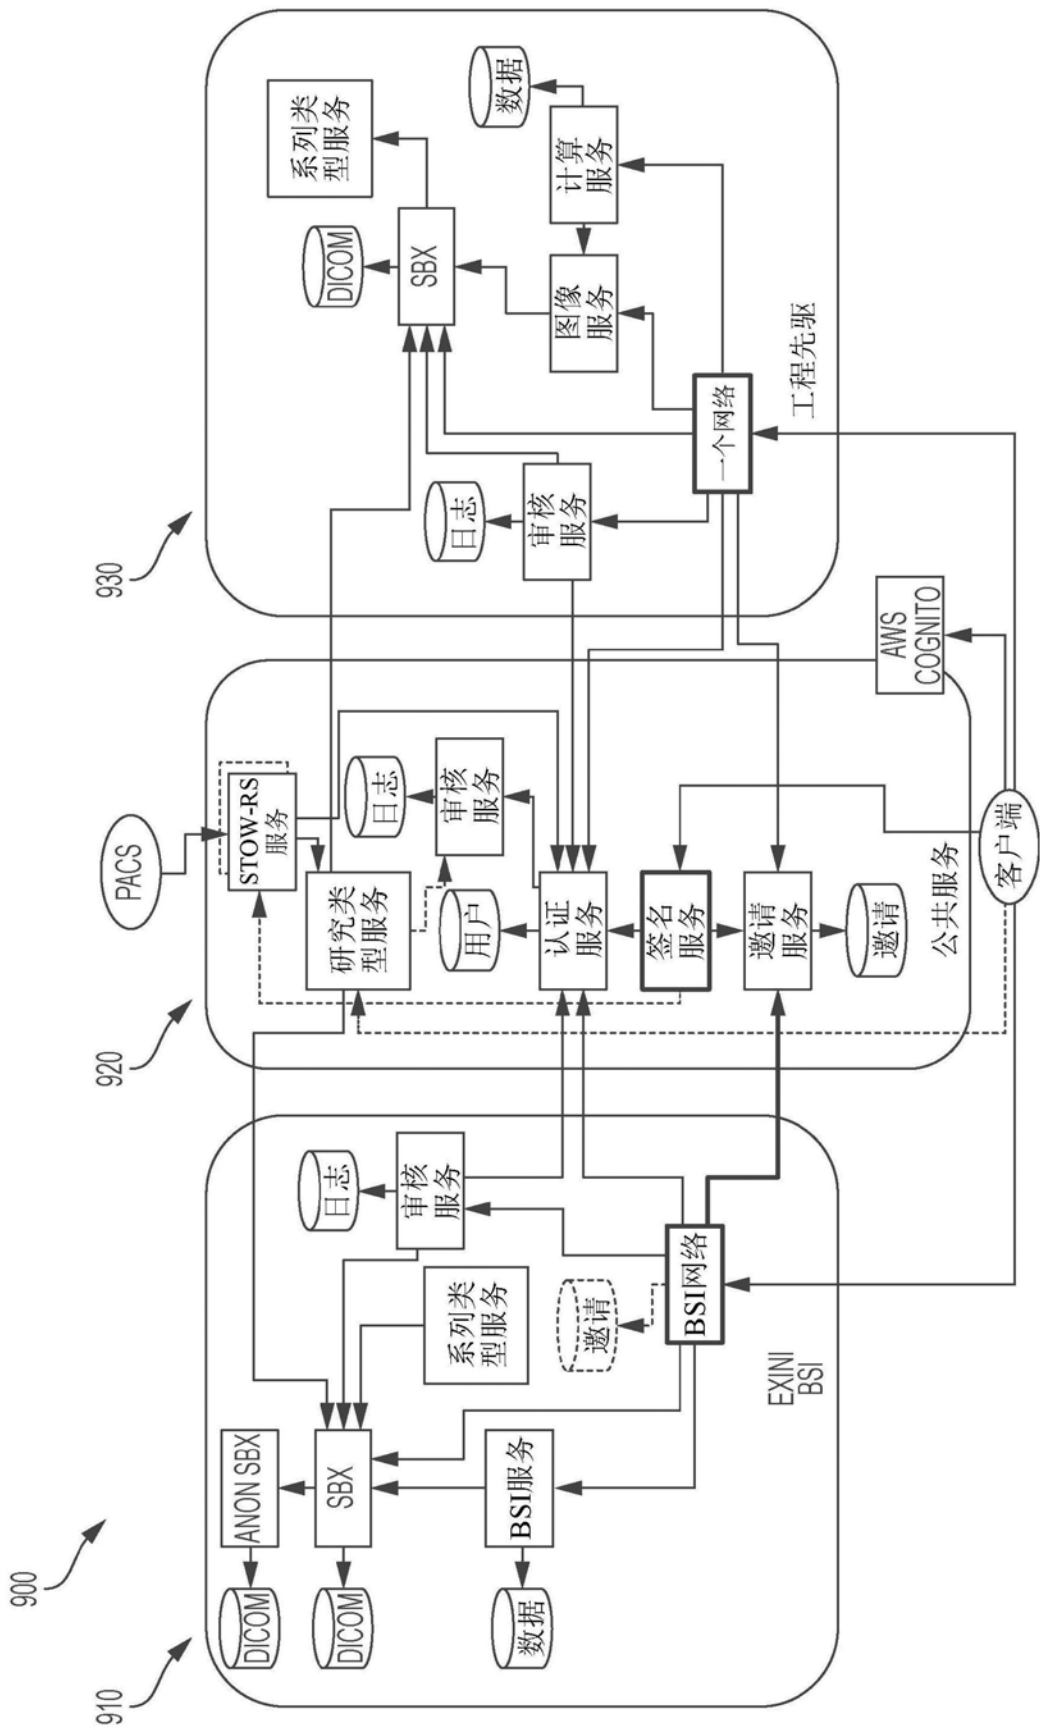 900
910
920
930
PACS
DICOM
ANON SBX
DICOM
SBX
数据
BSI服务
系列类
型服务
日志
审核
服务
邀请
BSI网络
EXINI
BSI
STOW-RS
服务
研究类
型服务
日志
审核
服务
用户
认证
服务
签名
服务
邀请
服务
邀请
公共服务
AWS
COGNITO
客户端
系列类
型服务
DICOM
SBX
数据
计算
服务
图像
服务
日志
审核
服务
一个网络
工程先驱